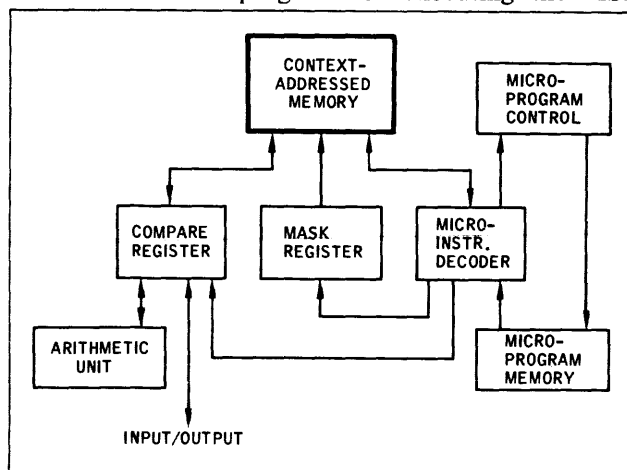 CONTEXT-
ADDRESSED
MEMORY
MICRO-
PROGRAM
CONTROL
COMPARE
REGISTER
MASK
REGISTER
MICRO-
INSTR.
DECODER
ARITHMETIC
UNIT
MICRO-
PROGRAM
MEMORY
INPUT/OUTPUT